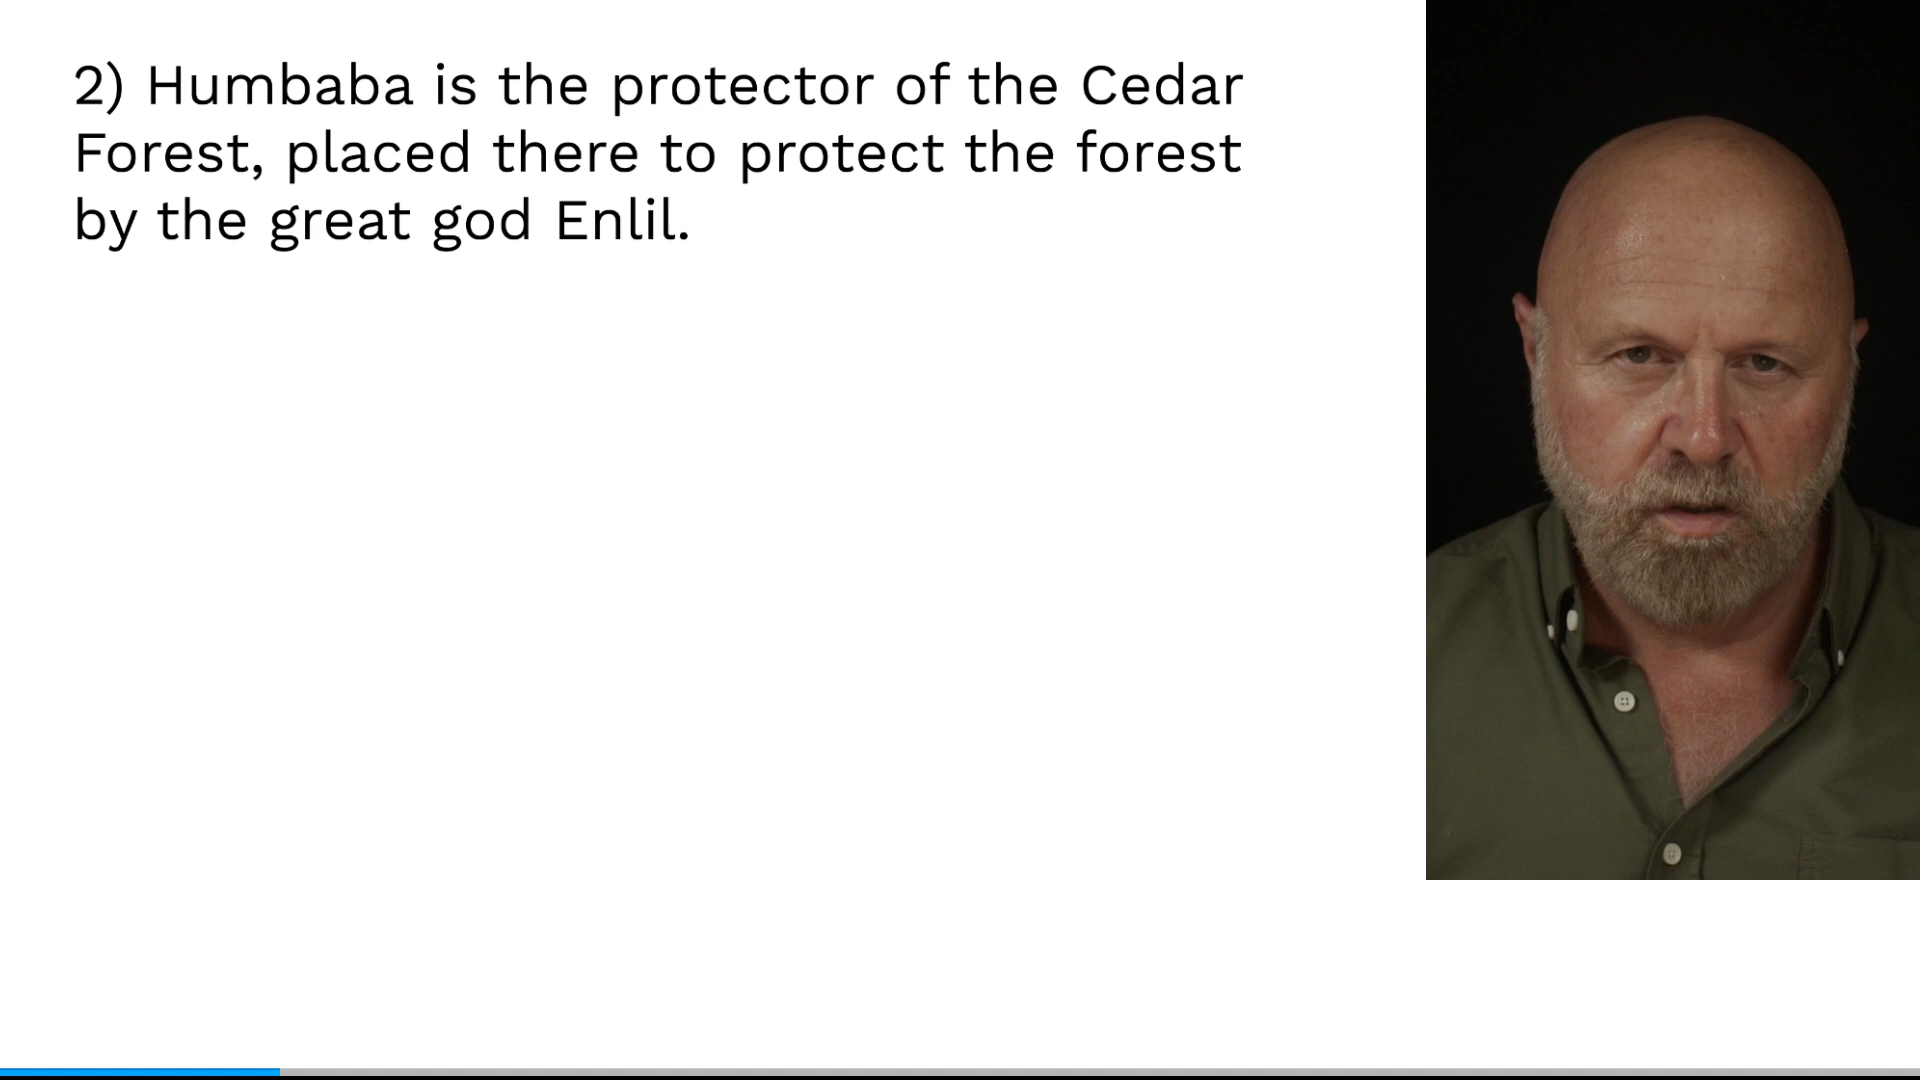 2) Humbaba is the protector of the Cedar
Forest, placed there to protect the forest
by the great god Enlil.